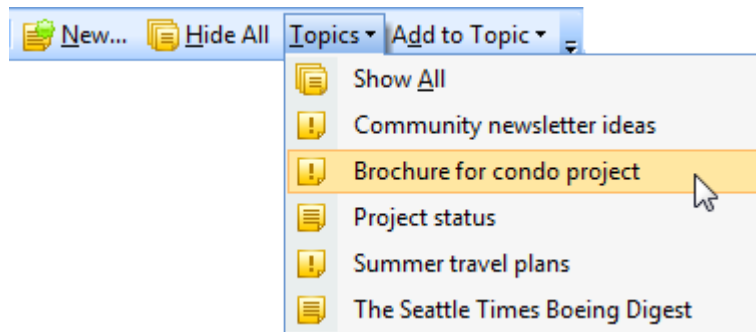 New... Hide All Topics Add to Topic
Show All
Community newsletter ideas
Brochure for condo project
Project status
Summer travel plans
The Seattle Times Boeing Digest